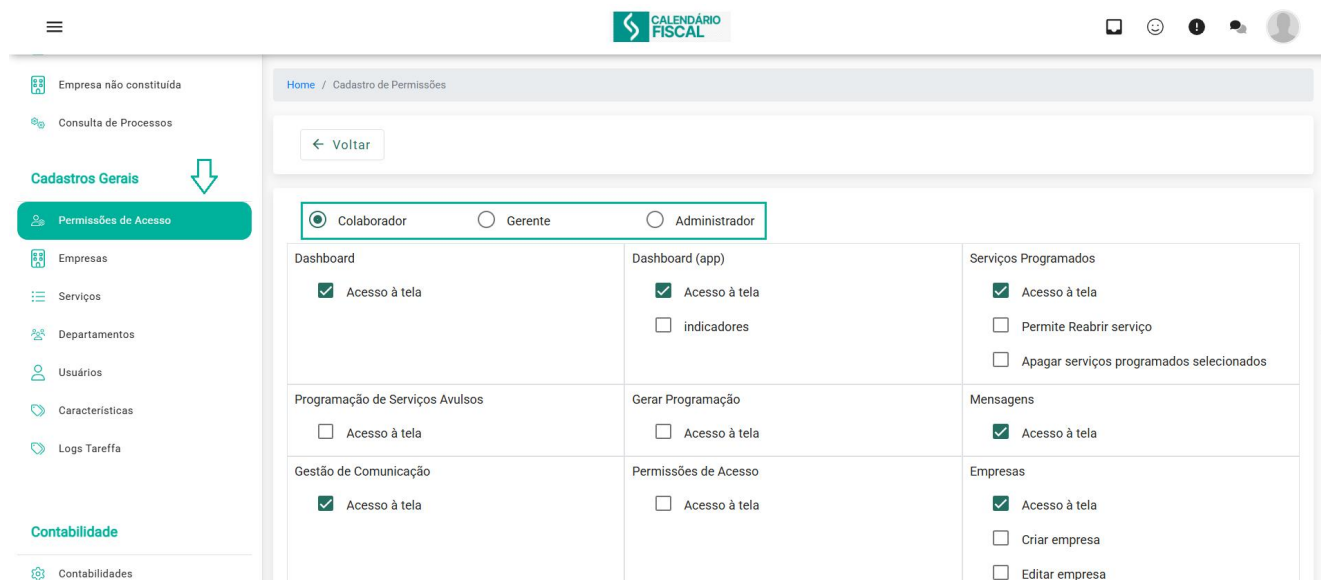 CALENDÁRIO
FISCAL
Empresa não constituída
Consulta de Processos
Cadastros Gerais
Permissões de Acesso
Empresas
Serviços
Departamentos
Usuários
Características
Logs Tareffa
Contabilidade
Contabilidades
Home / Cadastro de Permissões
← Voltar
Colaborador Gerente Administrador
Dashboard
Acesso à tela
Dashboard (app)
Acesso à tela
indicadores
Serviços Programados
Acesso à tela
Permite Reabrir serviço
Apagar serviços programados selecionados
Programação de Serviços Avulsos
Acesso à tela
Gerar Programação
Acesso à tela
Mensagens
Acesso à tela
Gestão de Comunicação
Acesso à tela
Permissões de Acesso
Acesso à tela
Empresas
Acesso à tela
Criar empresa
Editar empresa